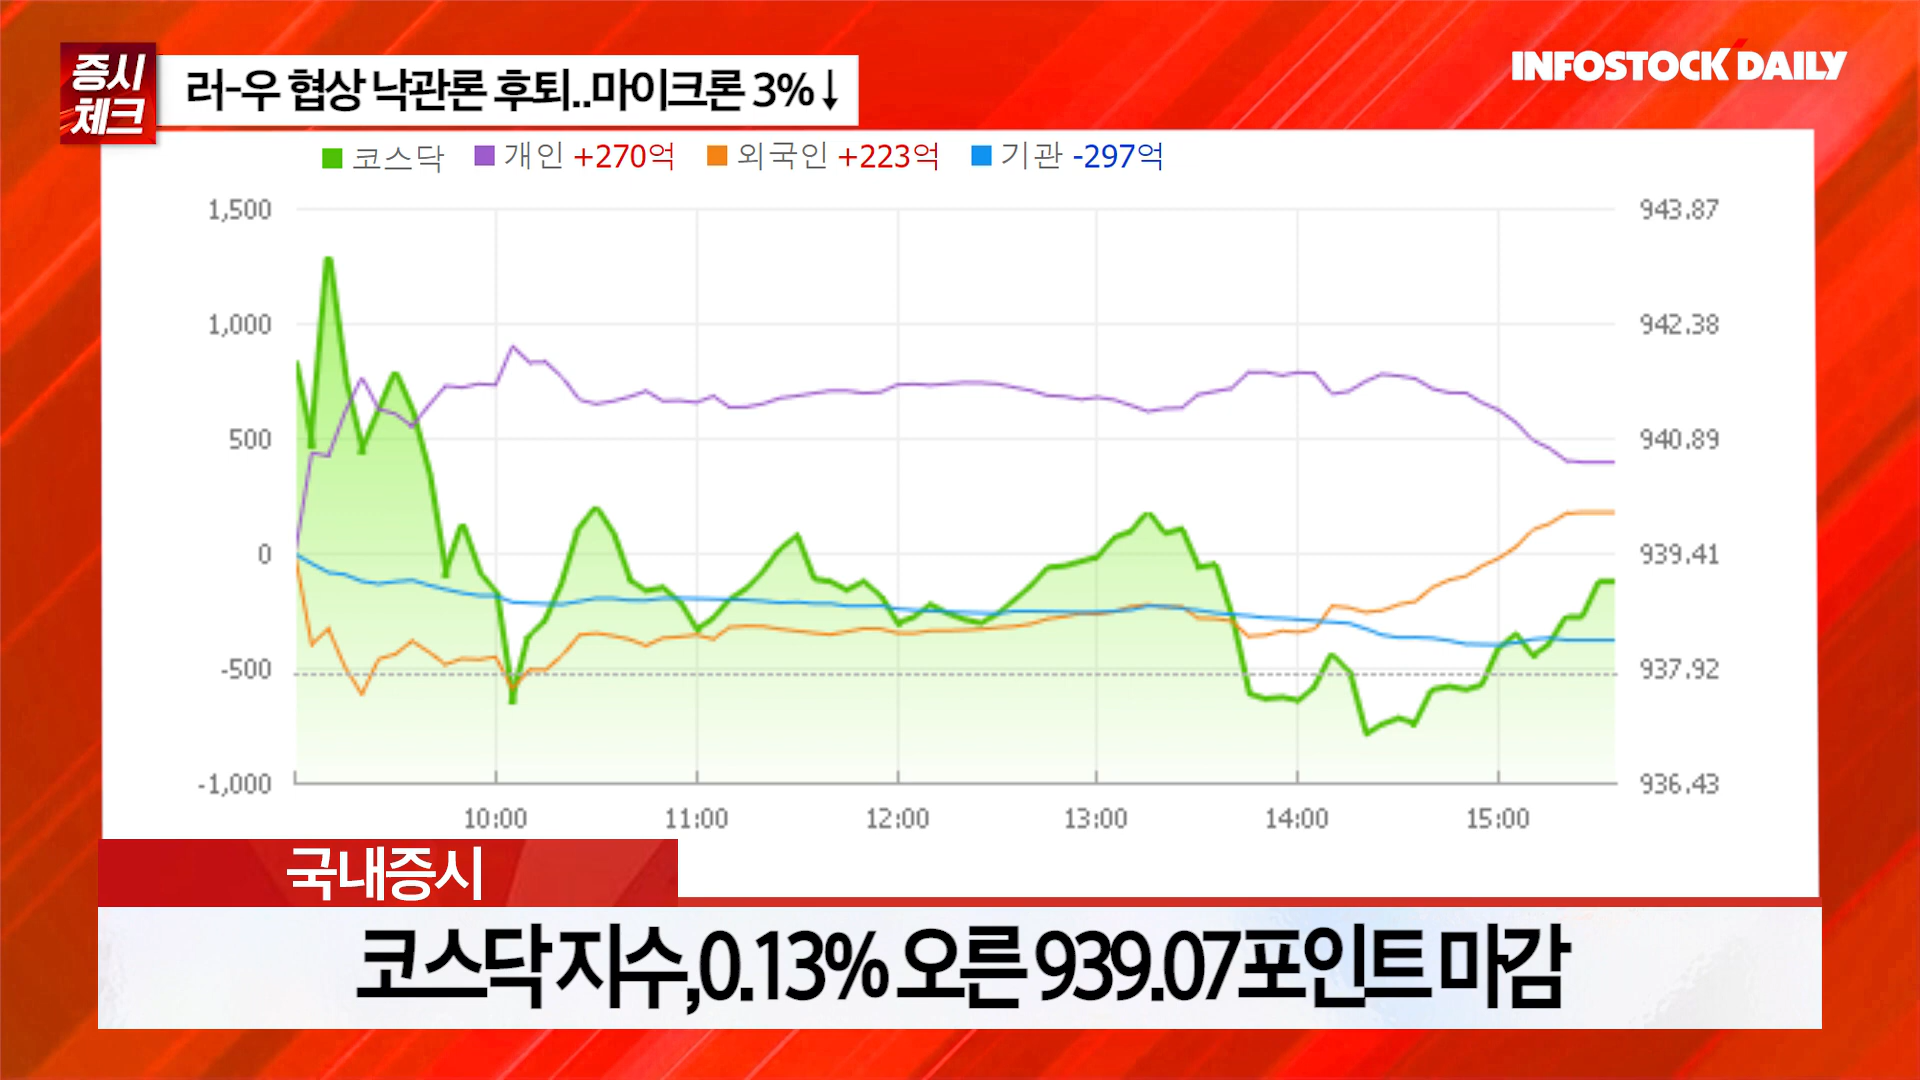 증시
체크
러-우 협상 낙관론 후퇴..마이크론 3%↓
INFOSTOCK DAILY
코스닥 개인 +270억 외국인 +223억 기관 -297억
1,500 943.87
1,000 942.38
500 940.89
0 939.41
-500 937.92
-1,000 936.43
10:00 11:00 12:00 13:00 14:00 15:00
국내증시
코스닥 지수,0.13% 오른 939.07포인트 마감